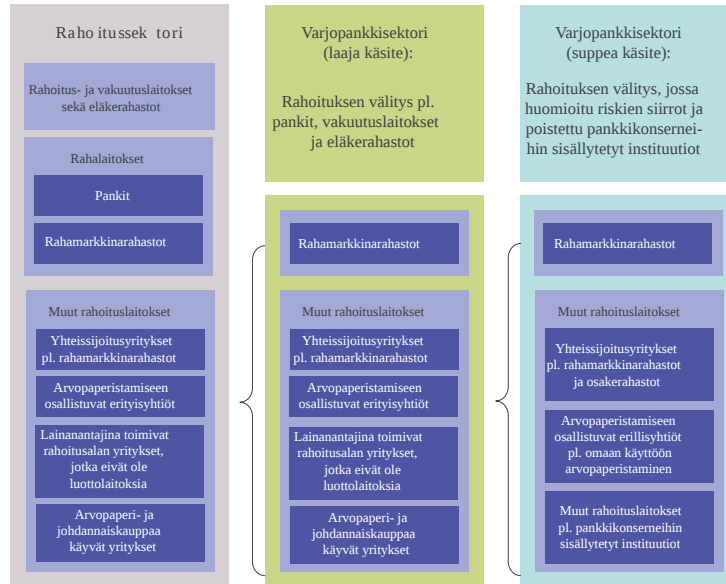 Rahoitussektori
Rahoitus- ja vakuutuslaitokset
sekä eläkerahastot
Rahalaitokset
Pankit
Rahamarkkinarahastot
Muut rahoituslaitokset
Yhteissijoitusyritykset
pl. rahamarkkinarahastot
Arvopaperistamiseen
osallistuvat erityisyhtiöt
Lainanantajina toimivat
rahoitusalan yritykset,
jotka eivät ole
luottolaitoksia
Arvopaperi- ja
johdannaiskauppaa
käyvät yritykset
Varjopankkisektori
(laaja käsite):
Rahoituksen välitys pl.
pankit, vakuutuslaitokset
ja eläkerahastot
Rahamarkkinarahastot
Muut rahoituslaitokset
Yhteissijoitusyritykset
pl. rahamarkkinarahastot
Arvopaperistamiseen
osallistuvat erityisyhtiöt
Lainanantajina toimivat
rahoitusalan yritykset,
jotka eivät ole
luottolaitoksia
Arvopaperi- ja
johdannaiskauppaa
käyvät yritykset
Varjopankkisektori
(suppea käsite):
Rahoituksen välitys, jossa
huomioitu riskien siirrot ja
poistettu pankkikonsernei-
hin sisällytetyt instituutiot
Rahamarkkinarahastot
Muut rahoituslaitokset
Yhteissijoitusyritykset
pl. rahamarkkinarahastot
ja osakerahastot
Arvopaperistamiseen
osallistuvat erillisyhtiöt
pl. omaan käyttöön
arvopaperistaminen
Muut rahoituslaitokset
pl. pankkikonserneihin
sisällytetyt instituutiot